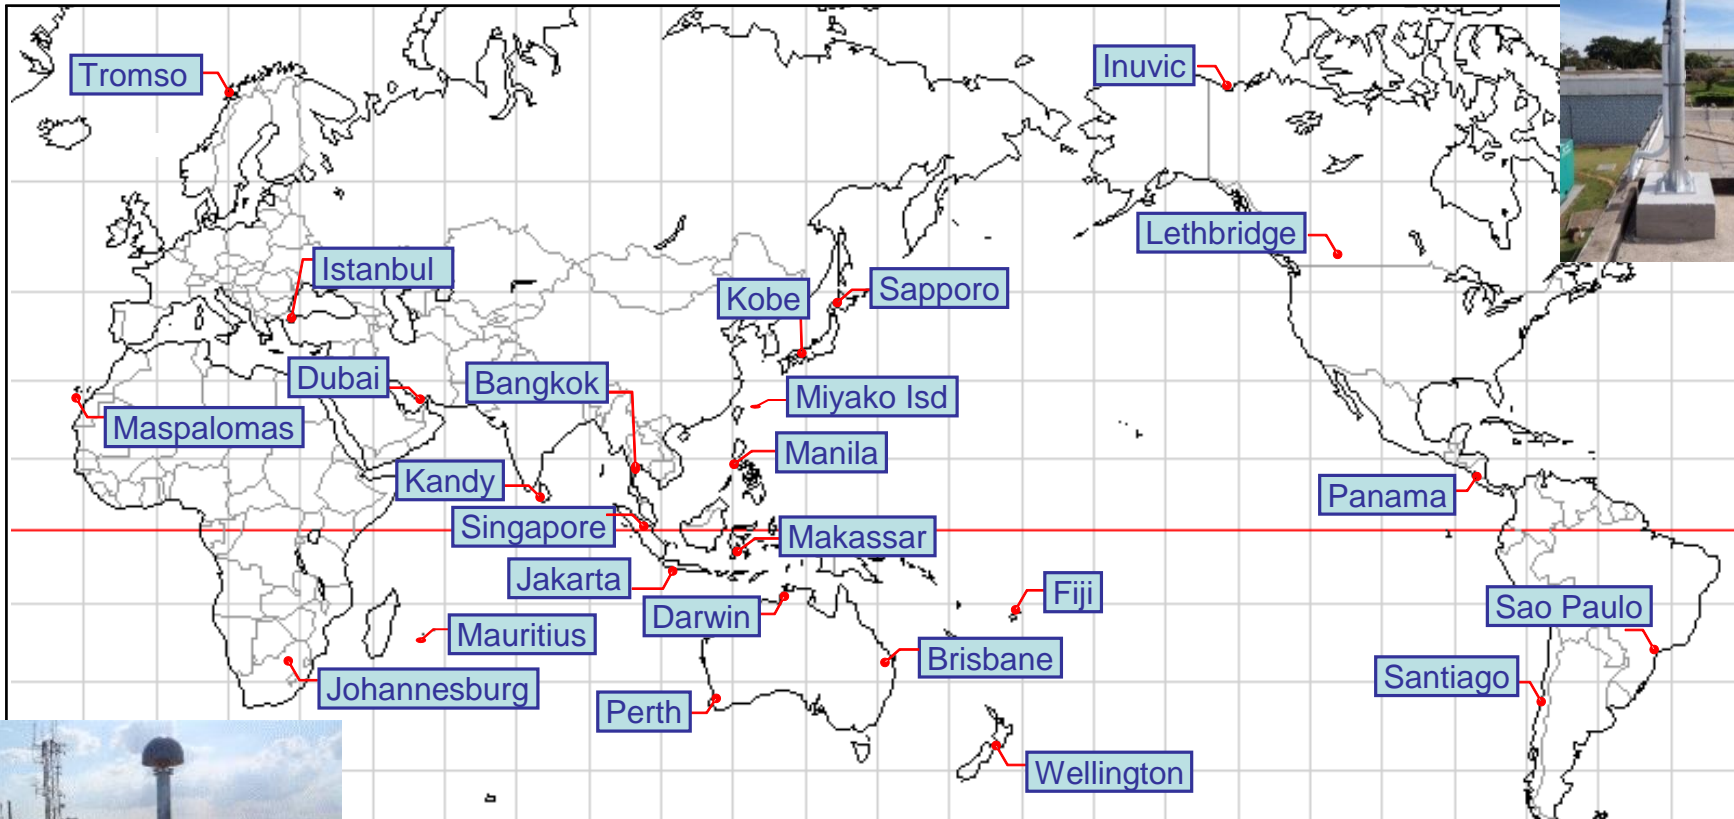 Tromso
Inuvic
Lethbridge
Istanbul
Kobe
Sapporo
Dubai
Bangkok
Miyako Isd
Maspalomas
Manila
Kandy
Panama
Singapore
Makassar
Jakarta
Fiji
Darwin
Sao Paulo
Mauritius
Brisbane
Santiago
Johannesburg
Perth
Wellington